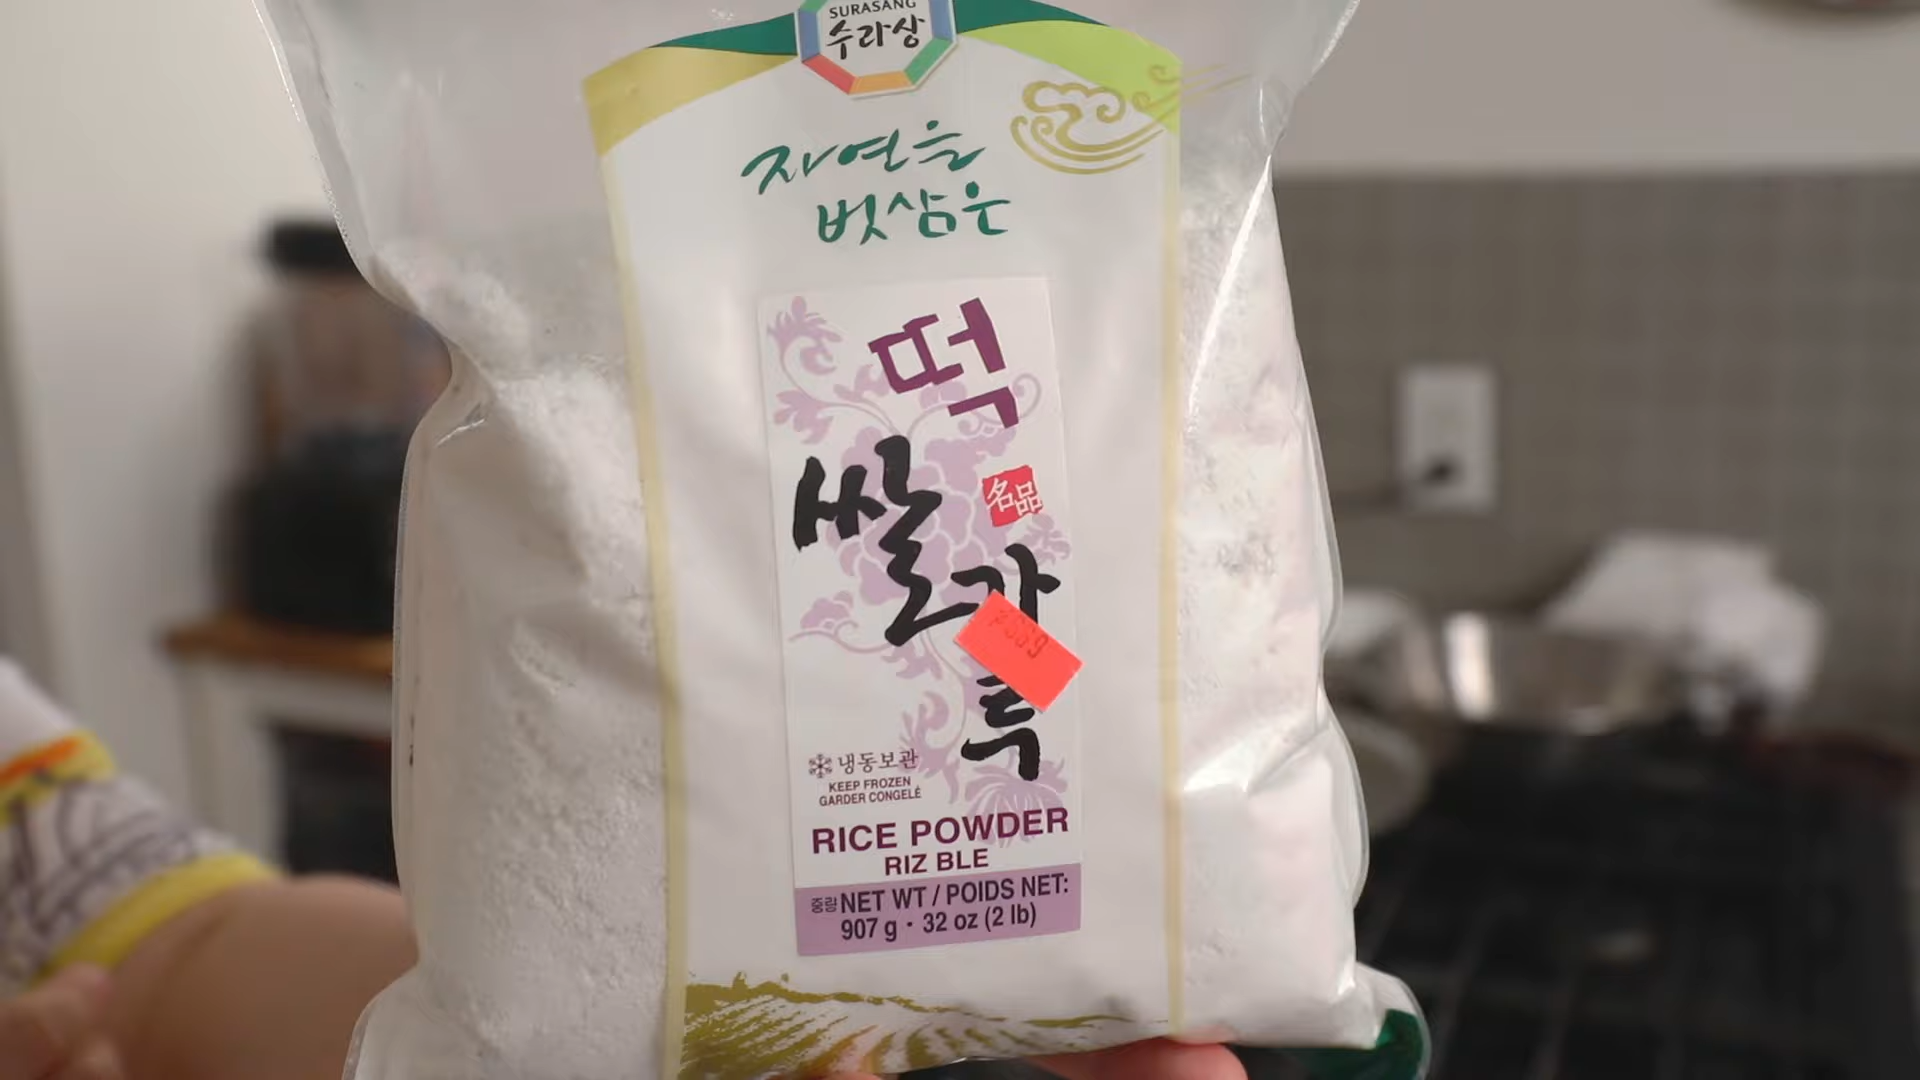 SURASANG
수라상
자연을
벗삼은
떡
쌀가루
名品
냉동보관
KEEP FROZEN
GARDER CONGELÉ
RICE POWDER
RIZ BLE
중량 NET WT / POIDS NET:
907 g · 32 oz (2 lb)